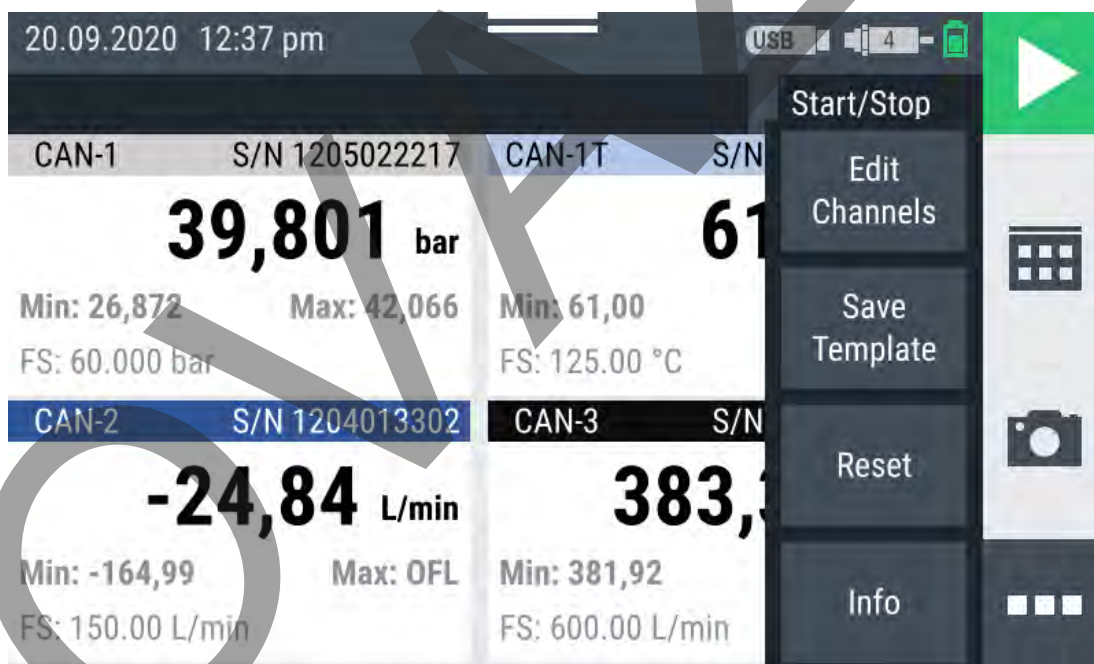 20.09.2020 12:37 pm USB 4
Start/Stop
CAN-1 S/N 1205022217
39,801 bar
Min: 26,872 Max: 42,066
FS: 60.000 bar
CAN-1T S/N
61
Min: 61,00
FS: 125.00 °C
CAN-2 S/N 1204013302
-24,84 L/min
Min: -164,99 Max: OFL
FS: 150.00 L/min
CAN-3 S/N
383,
Min: 381,92
FS: 600.00 L/min
Edit
Channels
Save
Template
Reset
Info